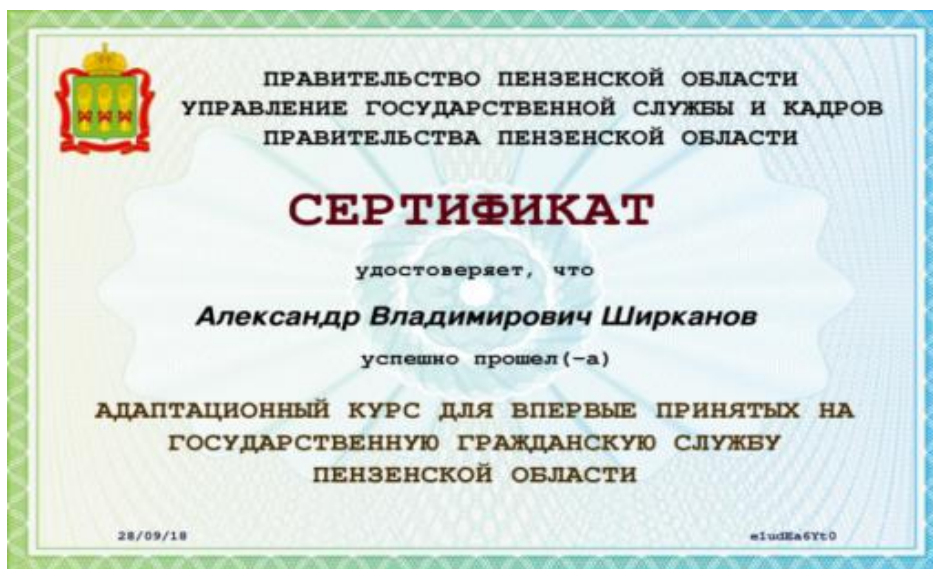 ПРАВИТЕЛЬСТВО ПЕНЗЕНСКОЙ ОБЛАСТИ
УПРАВЛЕНИЕ ГОСУДАРСТВЕННОЙ СЛУЖБЫ И КАДРОВ
ПРАВИТЕЛЬСТВА ПЕНЗЕНСКОЙ ОБЛАСТИ
СЕРТИФИКАТ
удостоверяет, что
Александр Владимирович Ширканов
успешно прошел(-а)
АДАПТАЦИОННЫЙ КУРС ДЛЯ ВПЕРВЫЕ ПРИНЯТЫХ НА
ГОСУДАРСТВЕННУЮ ГРАЖДАНСКУЮ СЛУЖБУ
ПЕНЗЕНСКОЙ ОБЛАСТИ
28/09/18
e1udEa6Yt0